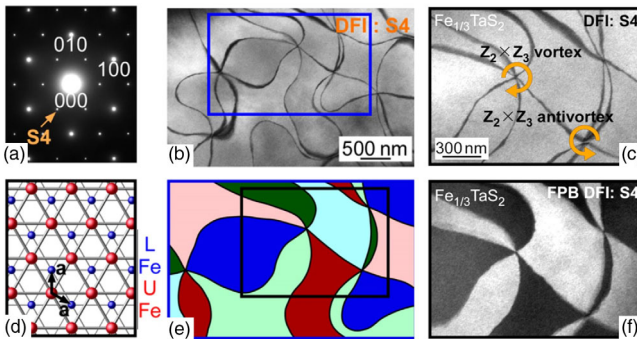 010
100
000
S4
(a)
DFI : S4
500 nm
(b)
Fe1/3TaS2
DFI: S4
Z2 × Z3 vortex
Z2 × Z3 antivortex
300 nm
(c)
a
a
(d)
L
Fe
U
Fe
(e)
Fe1/3TaS2
FPB DFI: S4
(f)